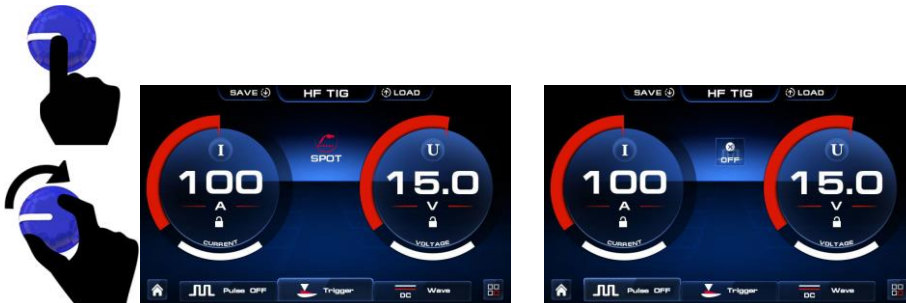 SAVE HF TIG LOAD
I U
SPOT
100 15.0
A V
CURRENT VOLTAGE
Pulse OFF Trigger DC Wave
SAVE HF TIG LOAD
I U
OFF
100 15.0
A V
CURRENT VOLTAGE
Pulse OFF Trigger DC Wave